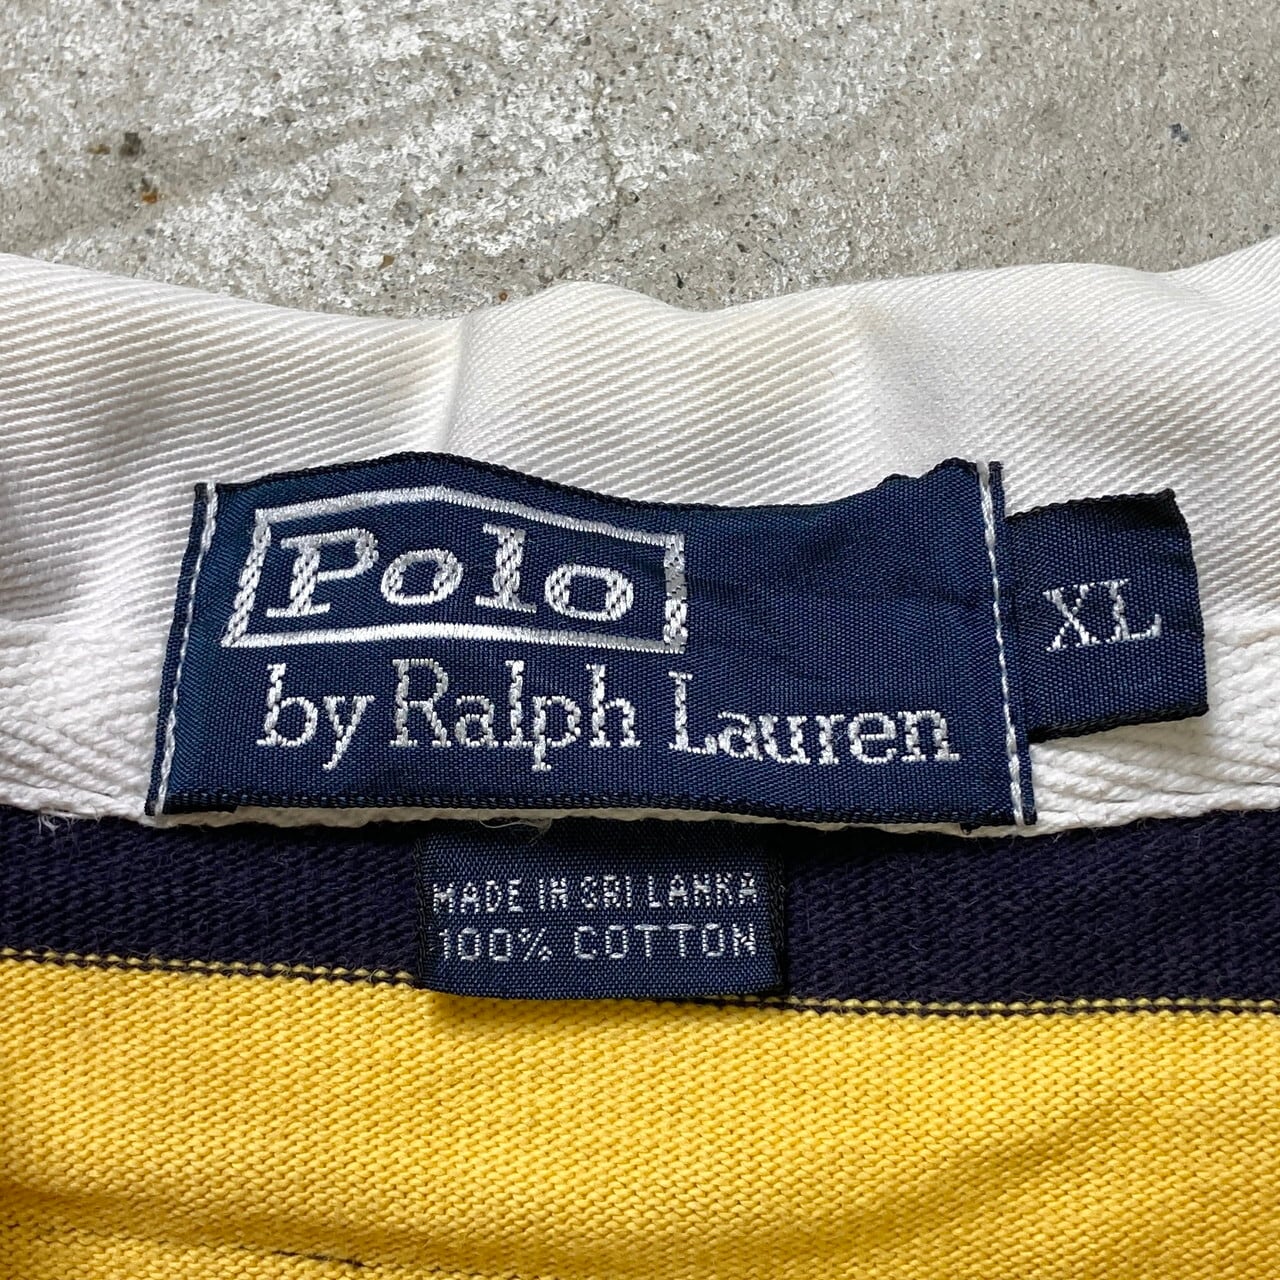 Polo
by Ralph Lauren
XL
MADE IN SRI LANKA
100% COTTON